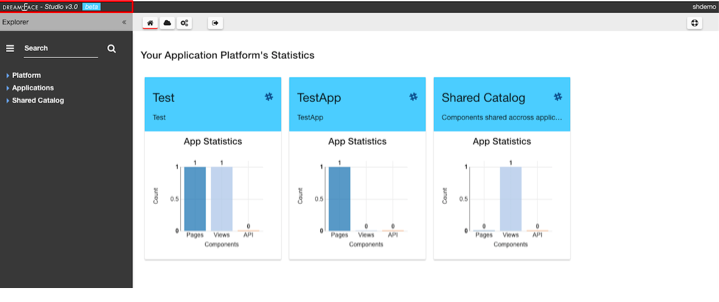 DREAMFACE - Studio v3.0 beta
shdemo
Explorer «
Search
Platform
Applications
Shared Catalog
Your Application Platform's Statistics
Test
Test
App Statistics
1 1
1
0.5
0
0
Count
Pages Views API
Components
TestApp
TestApp
App Statistics
1
1
0.5
0 0
0
Count
Pages Views API
Components
Shared Catalog
Components shared accross applic...
App Statistics
1
1
0.5
0 0
0
Count
Pages Views API
Components